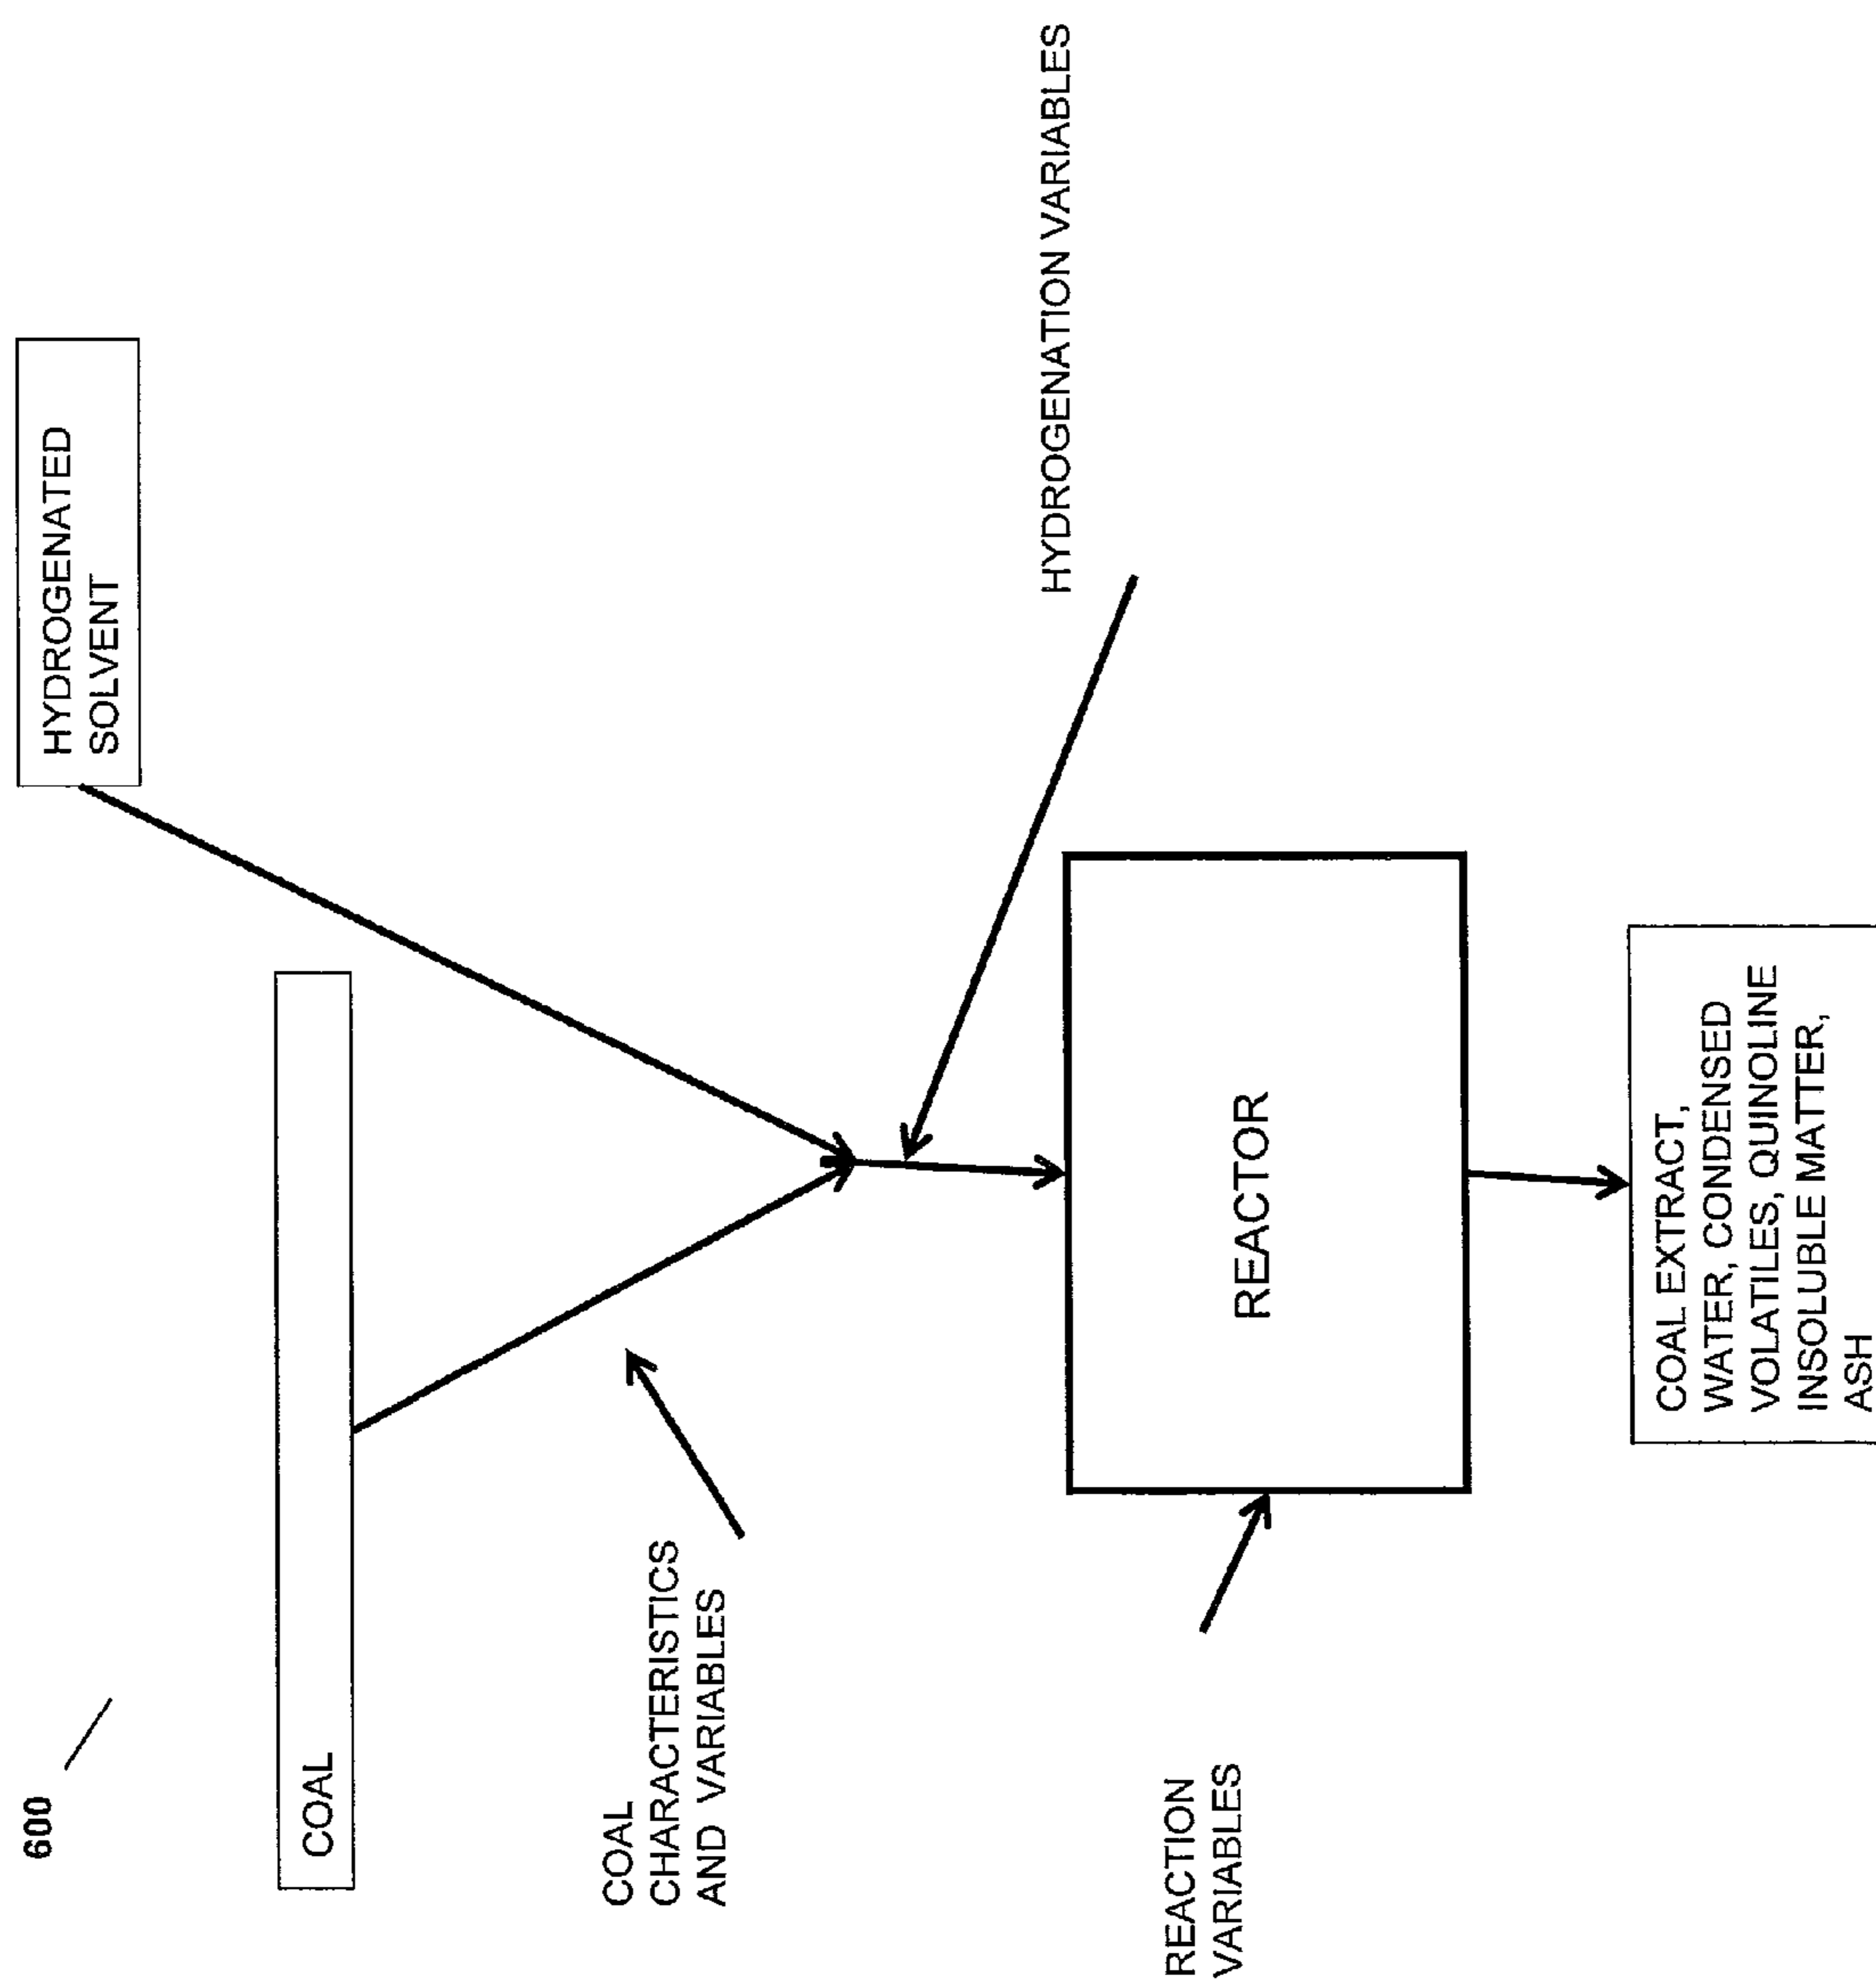 600
HYDROGENATED
SOLVENT
COAL
COAL
CHARACTERISTICS
AND VARIABLES
HYDROGENATION VARIABLES
REACTION
VARIABLES
REACTOR
COAL EXTRACT,
WATER, CONDENSED
VOLATILES, QUINOLINE
INSOLUBLE MATTER,
ASH